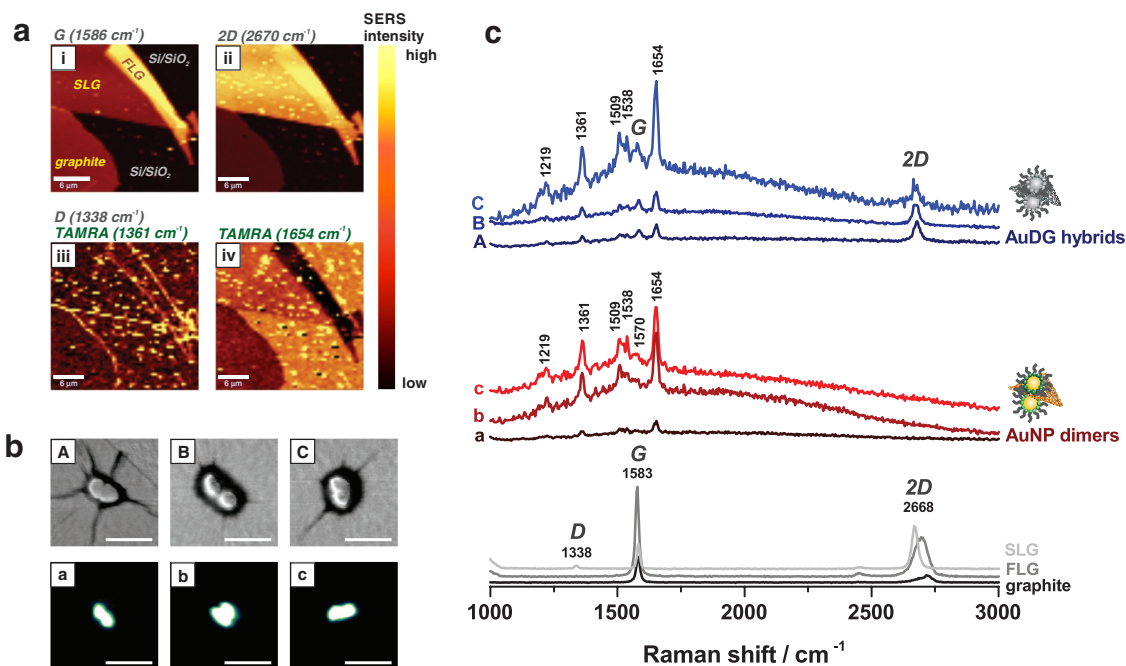 a
G (1586 cm⁻¹)
2D (2670 cm⁻¹)
SERS
intensity
i
Si/SiO₂
FLG
SLG
graphite
Si/SiO₂
6 μm
ii
6 μm
high
low
D (1338 cm⁻¹)
TAMRA (1361 cm⁻¹)
TAMRA (1654 cm⁻¹)
iii
6 μm
iv
6 μm
b
A
B
C
a
b
c
c
1219
1361
1509
1538
G
1654
2D
C
B
A
AuDG hybrids
1219
1361
1509
1538
1570
1654
c
b
a
AuNP dimers
G
1583
2D
2668
D
1338
SLG
FLG
graphite
1000
1500
2000
2500
3000
Raman shift / cm⁻¹